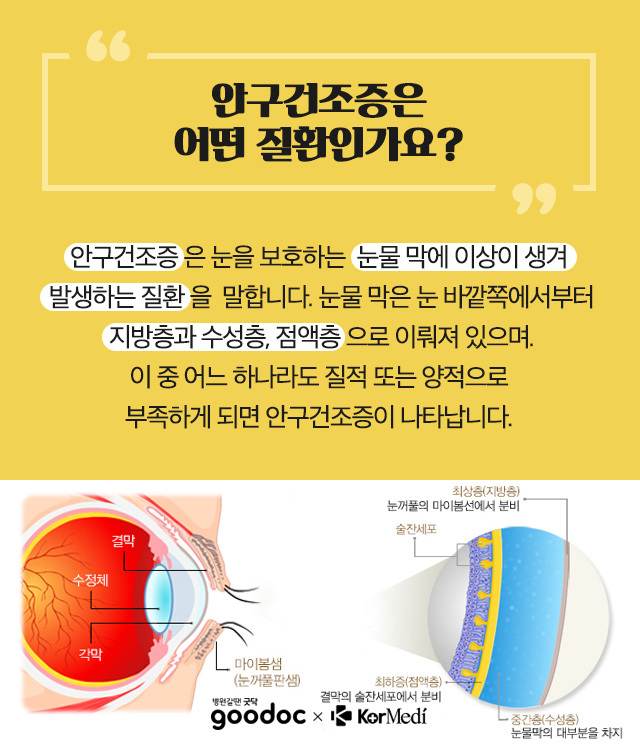 안구건조증은
어떤 질환인가요?
안구건조증은 눈을 보호하는 눈물 막에 이상이 생겨
발생하는 질환을 말합니다. 눈물 막은 눈 바깥쪽에서부터
지방층과 수성층, 점액층으로 이뤄져 있으며.
이 중 어느 하나라도 질적 또는 양적으로
부족하게 되면 안구건조증이 나타납니다.
결막
수정체
각막
마이봄샘
(눈꺼풀판샘)
최상층(지방층)
눈꺼풀의 마이봄선에서 분비
술잔세포
최하층(점액층)
결막의 술잔세포에서 분비
중간층(수성층)
눈물막의 대부분을 차지
병원갈땐 굿닥
goodoc × KorMedi